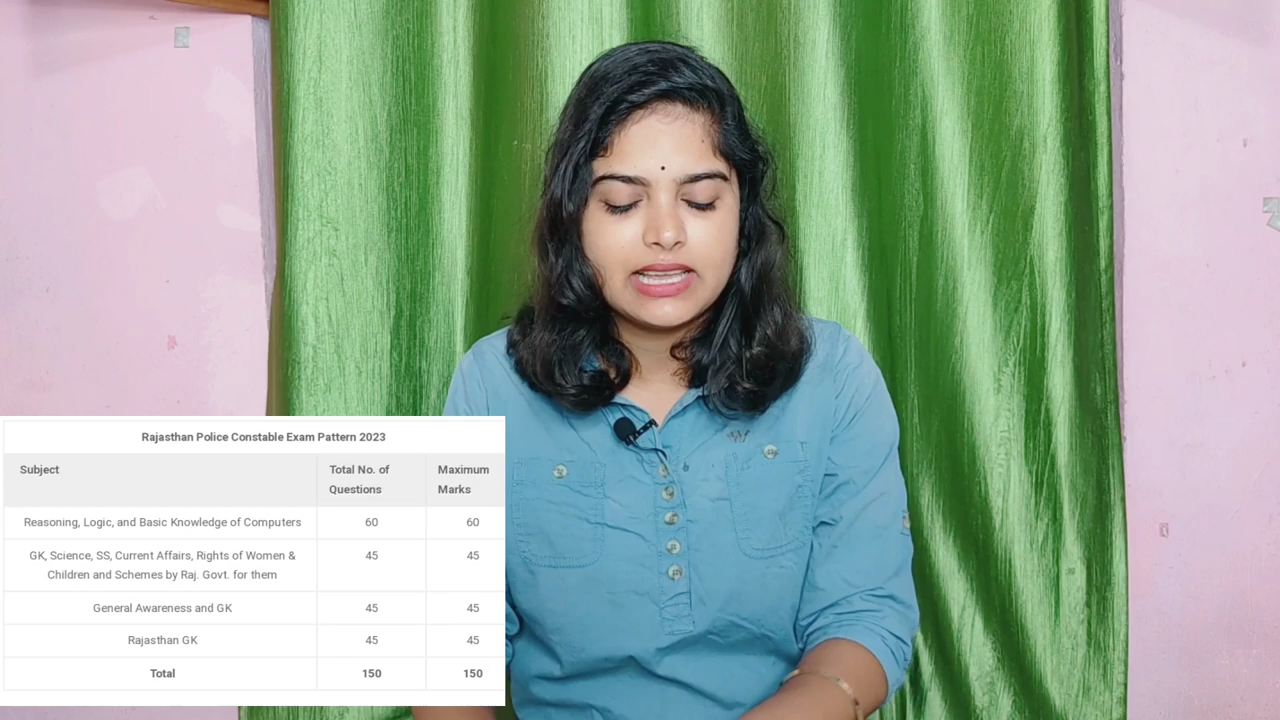 Rajasthan Police Constable Exam Pattern 2023
Subject Total No. of Questions Maximum Marks
Reasoning, Logic, and Basic Knowledge of Computers 60 60
GK, Science, SS, Current Affairs, Rights of Women & Children and Schemes by Raj. Govt. for them 45 45
General Awareness and GK 45 45
Rajasthan GK 45 45
Total 150 150